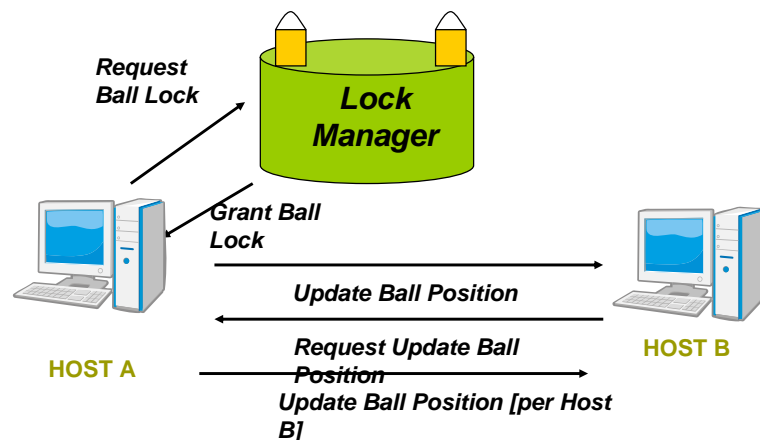 Request
Ball Lock
Lock
Manager
Grant Ball
Lock
Update Ball Position
HOST A
HOST B
Request Update Ball
Position
Update Ball Position [per Host
B]